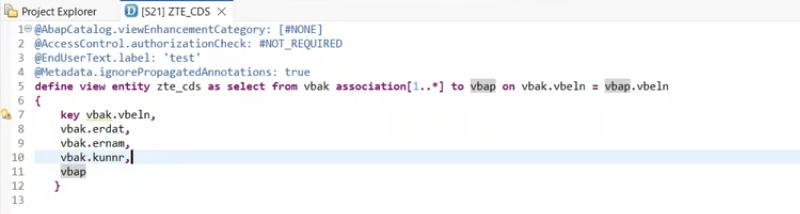 Project Explorer [S21] ZTE_CDS
1 @AbapCatalog.viewEnhancementCategory: [#NONE]
2 @AccessControl.authorizationCheck: #NOT_REQUIRED
3 @EndUserText.label: 'test'
4 @Metadata.ignorePropagatedAnnotations: true
5 define view entity zte_cds as select from vbak association[1..*] to vbap on vbak.vbeln = vbap.vbeln
6 {
7 key vbak.vbeln,
8 vbak.erdat,
9 vbak.ernam,
10 vbak.kunnr,
11 vbap
12 }
13